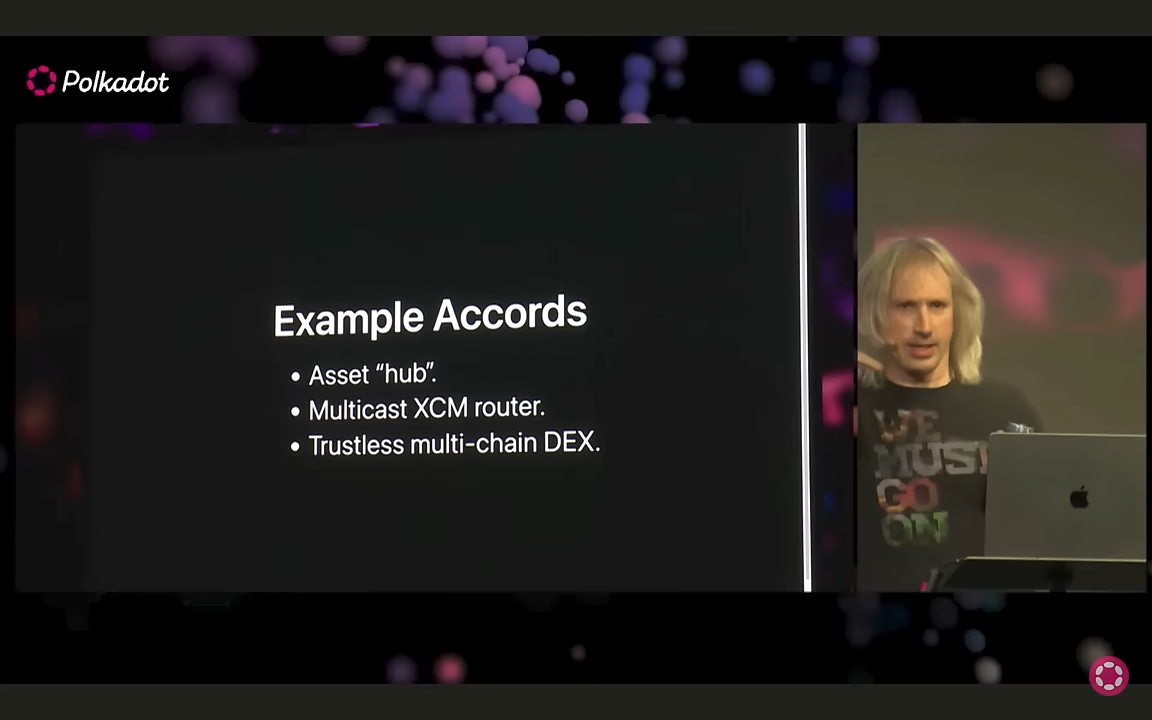 Polkadot
Example Accords
• Asset “hub”.
• Multicast XCM router.
• Trustless multi-chain DEX.
WE
MUST
GO
ON